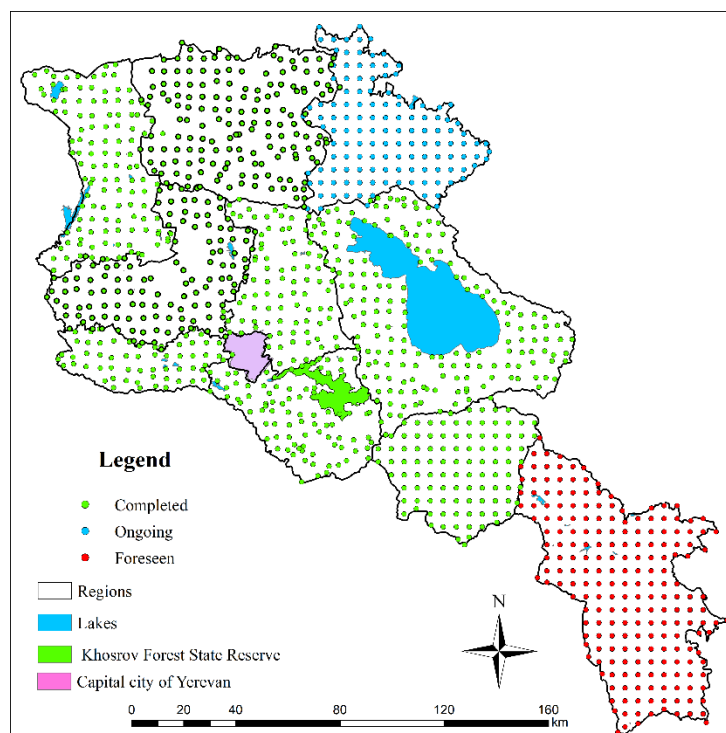 Legend
Completed
Ongoing
Foreseen
Regions
Lakes
Khosrov Forest State Reserve
Capital city of Yerevan
N
0 20 40 80 120 160
km